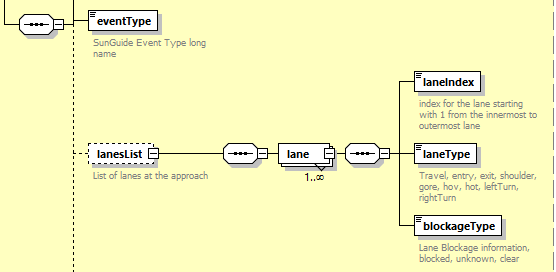 eventType
SunGuide Event Type long
name
laneIndex
index for the lane starting
with 1 from the innermost to
outermost lane
lanesList
List of lanes at the approach
lane
1..∞
laneType
Travel, entry, exit, shoulder,
gore, hov, hot, leftTurn,
rightTurn
blockageType
Lane Blockage information,
blocked, unknown, clear